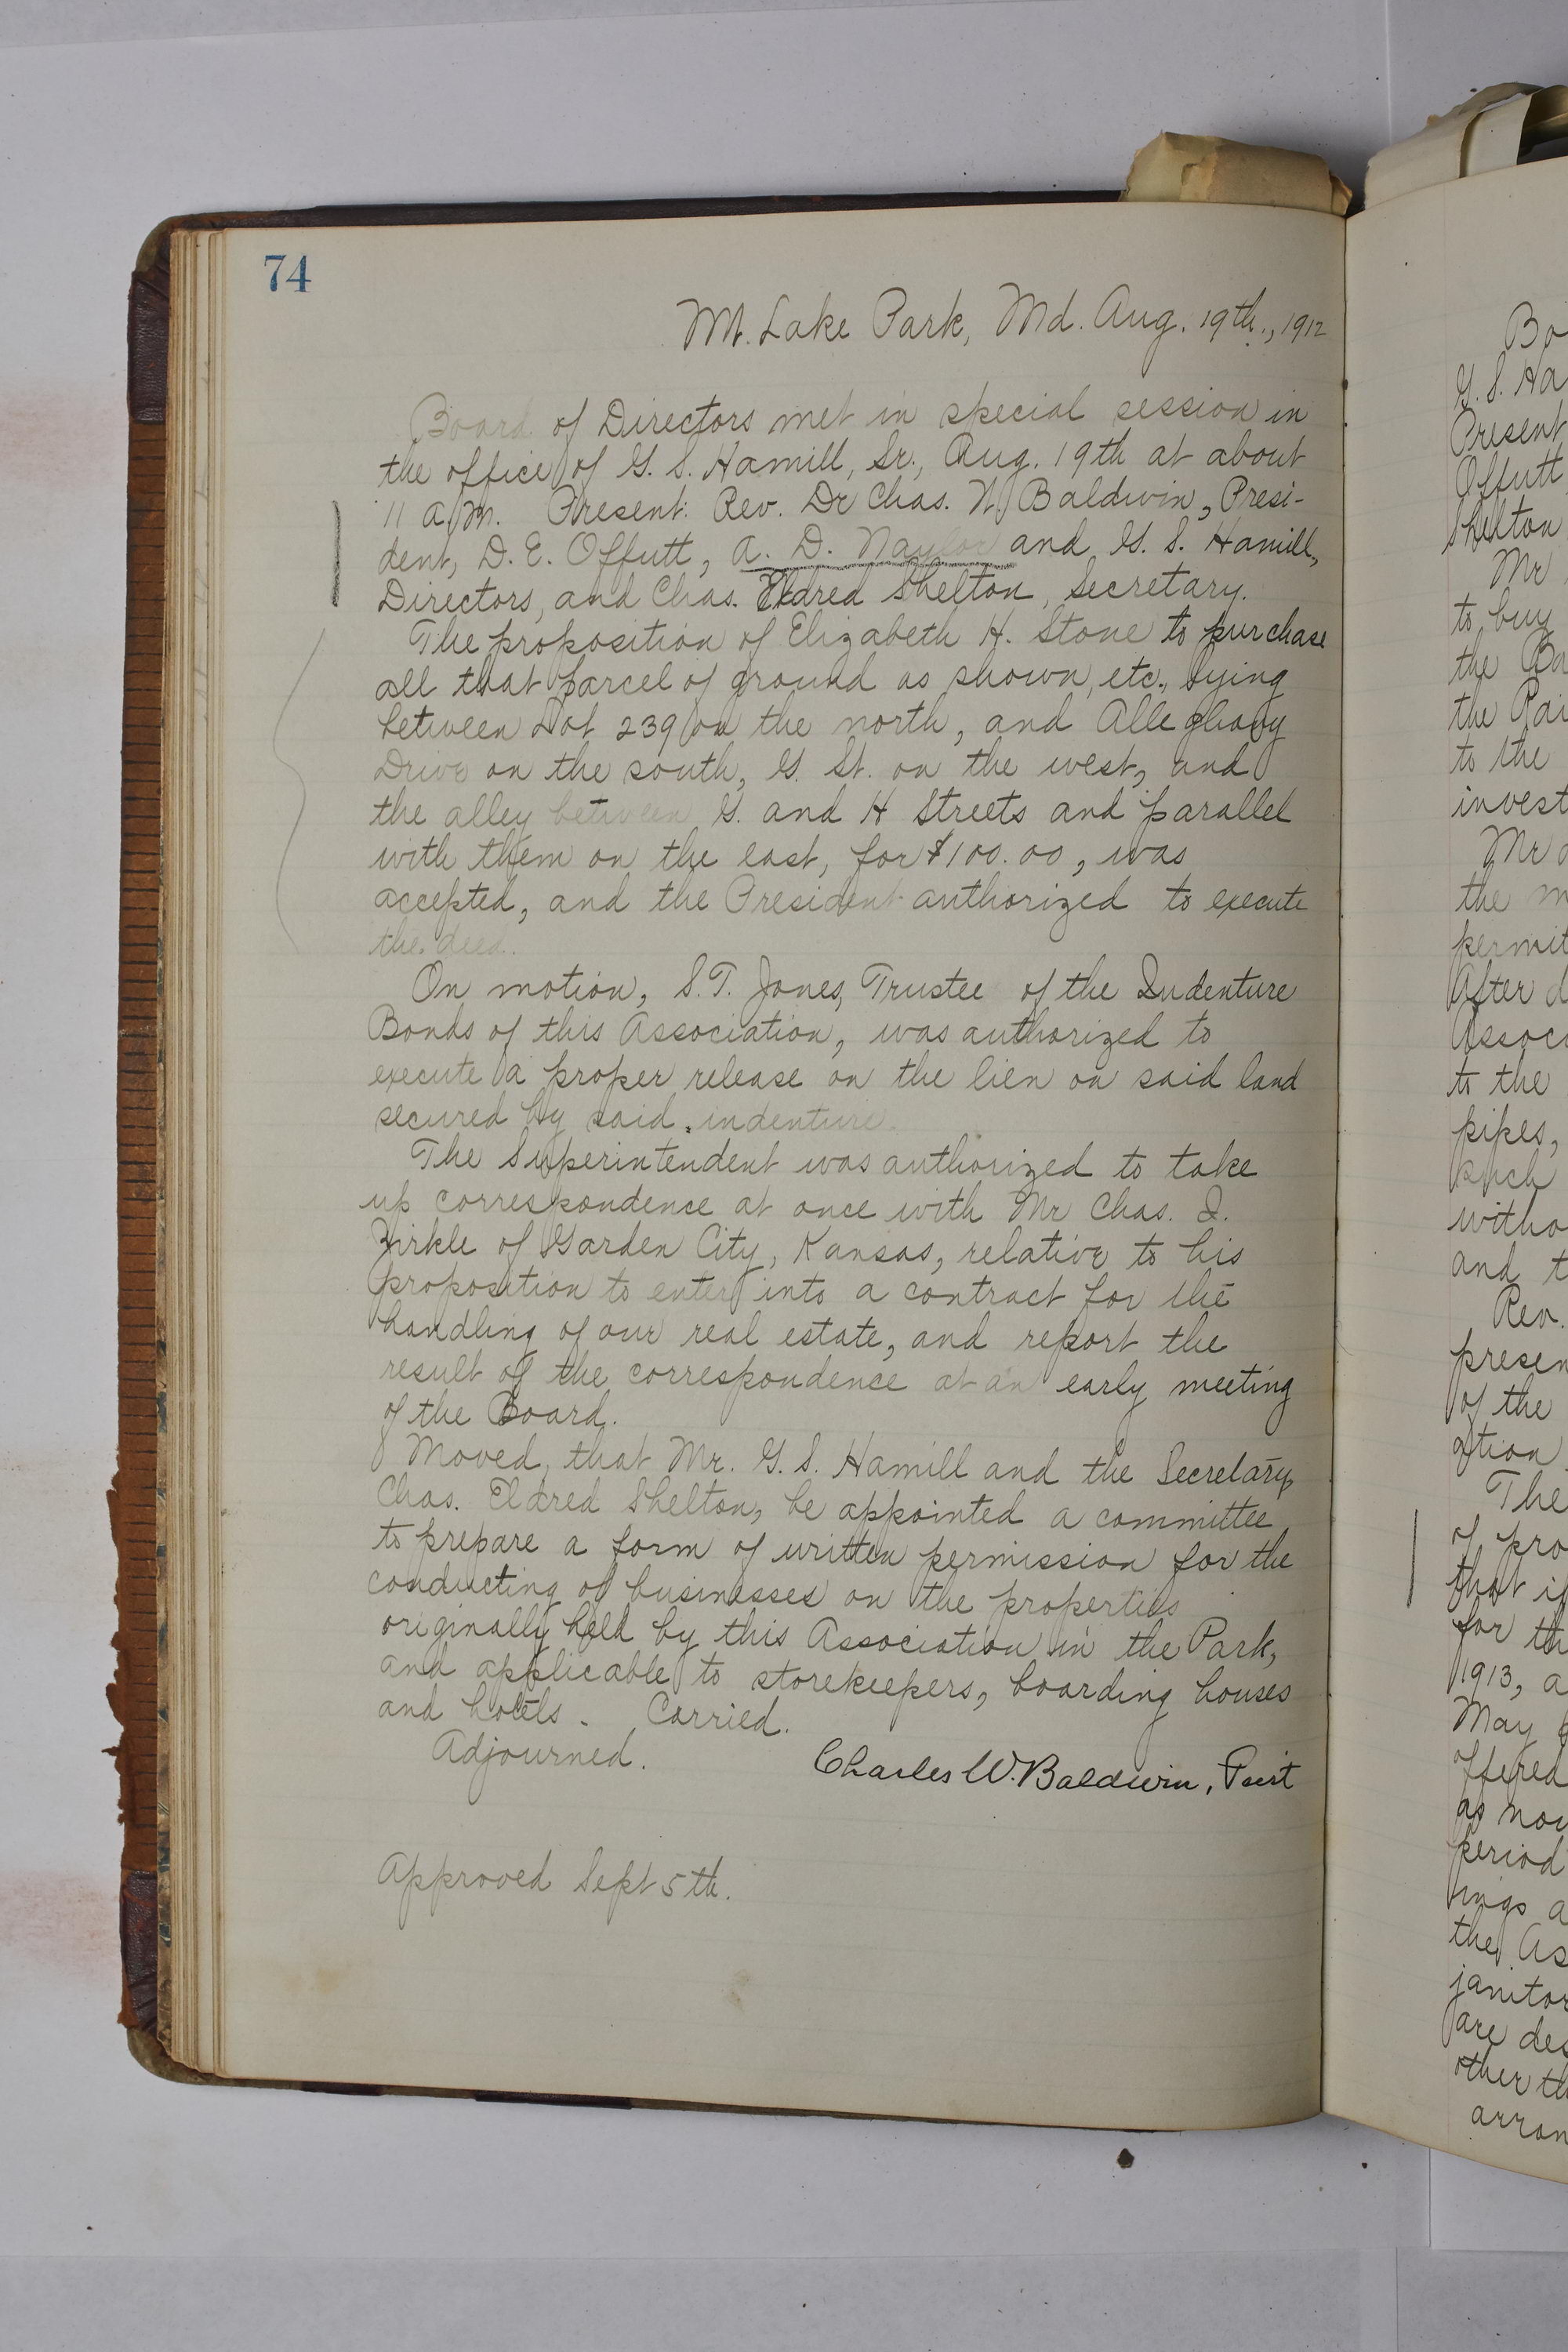 74
Mt. Lake Park, Md. Aug. 19th., 1912
Board of Directors met in special session in
the office of G. S. Hamill, Sr., Aug. 19th at about
11 a.m. Present: Rev. Dr Chas. W. Baldwin, Presi-
dent, D. E. Offutt, A. D. Naylor and G. S. Hamill,
Directors, and Chas. Eldred Shelton, Secretary.
The proposition of Elizabeth H. Stone to purchase
all that parcel of ground as shown, etc., lying
between Lot 239 on the north, and Alleghany
Drive on the south, G. St. on the west, and
the alley between G. and H Streets and parallel
with them on the east, for $100.00, was
accepted, and the President authorized to execute
the deed.
On motion, S. T. Jones, Trustee of the Indenture
Bonds of this Association, was authorized to
execute a proper release on the lien on said land
secured by said indenture.
The Superintendent was authorized to take
up correspondence at once with Mr Chas. I.
Zirkle of Garden City, Kansas, relative to his
proposition to enter into a contract for the
handling of our real estate, and report the
result of the correspondence at an early meeting
of the Board.
Moved, that Mr. G. S. Hamill and the Secretary,
Chas. Eldred Shelton, be appointed a committee
to prepare a form of written permission for the
conducting of businesses on the properties
originally held by this Association in the Park,
and applicable to storekeepers, boarding houses
and hotels. Carried.
Adjourned.
Charles W. Baldwin, Prest
Approved Sept 5th.
Bo
G. S. Ha
Present
Offutt
Shelton
Mr
to buy
the Ba
the Pai
to the
invest
Mr
the m
permit
After d
Associ
to the
pipes,
such
witho
and t
Rev.
presen
of the
ation
The
of pro
that if
for th
1913, a
May
offered
as now
period
ings a
the As
janitor
are des
other th
arran